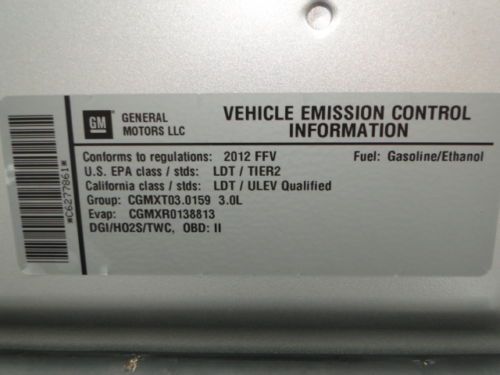 GM GENERAL MOTORS LLC
VEHICLE EMISSION CONTROL
INFORMATION
Conforms to regulations: 2012 FFV Fuel: Gasoline/Ethanol
U.S. EPA class / stds: LDT / TIER2
California class / stds: LDT / ULEV Qualified
Group: CGMXT03.0159 3.0L
Evap: CGMXR0138813
DGI/HO2S/TWC, OBD: II
*C6277861*